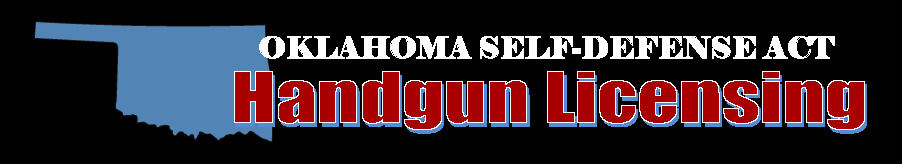 OKLAHOMA SELF-DEFENSE ACT
Handgun Licensing